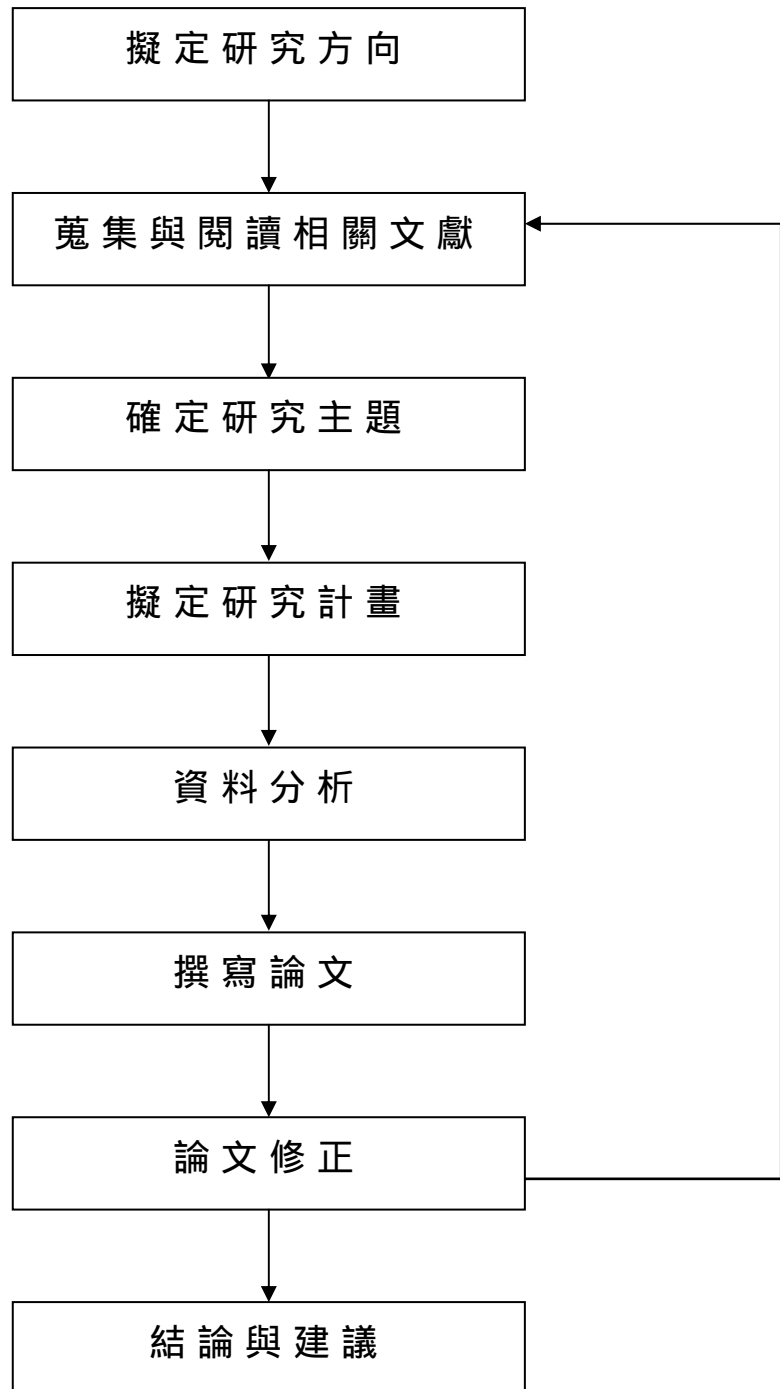 擬定研究方向
蒐集與閱讀相關文獻
確定研究主題
擬定研究計畫
資料分析
撰寫論文
論文修正
結論與建議